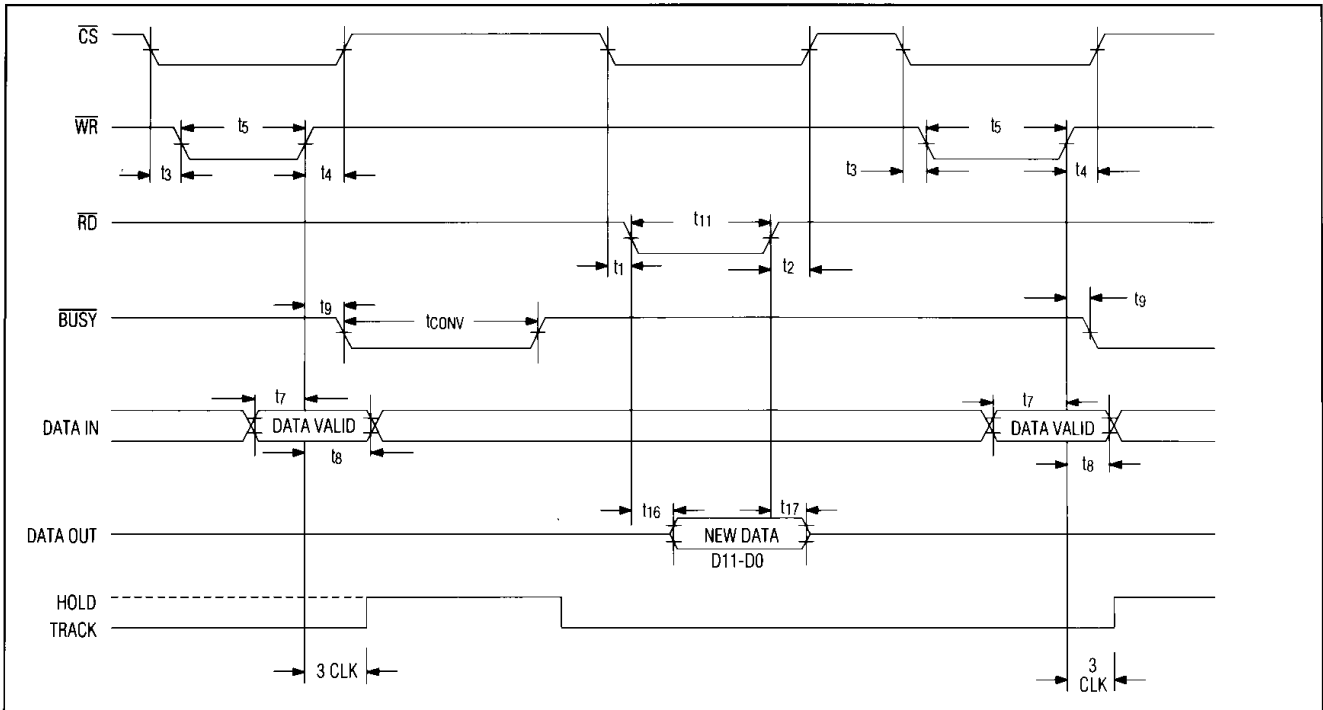 CS
WR
t5
t5
t3
t4
t3
t4
RD
t11
t1
t2
BUSY
t9
tCONV
t9
DATA IN
t7
DATA VALID
t8
t7
DATA VALID
t8
DATA OUT
t16
NEW DATA
D11-D0
t17
HOLD
TRACK
3 CLK
3
CLK